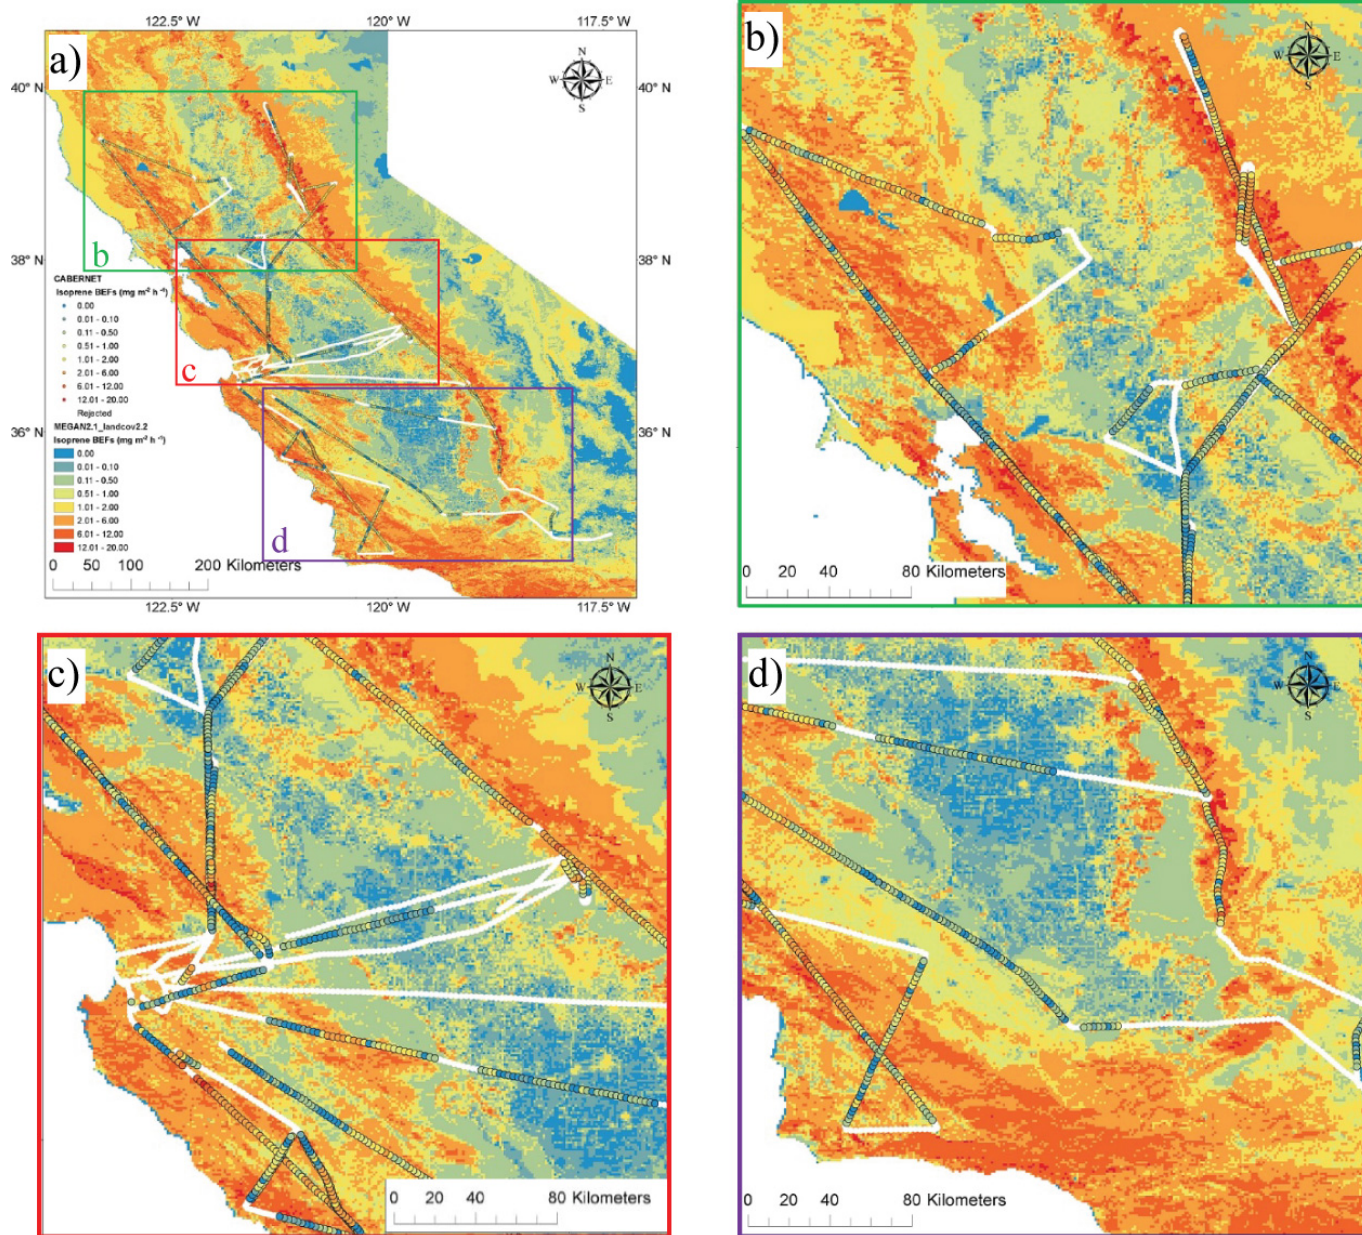 122.5° W 120° W 117.5° W
a)
N
W E
S
40° N 40° N
b
38° N 38° N
c
36° N 36° N
d
CABERNET
Isoprene BEFs (mg m⁻² h⁻¹)
0.00
0.01 - 0.10
0.11 - 0.50
0.51 - 1.00
1.01 - 2.00
2.01 - 6.00
6.01 - 12.00
12.01 - 20.00
Rejected
MEGAN2.1_landcov2.2
Isoprene BEFs (mg m⁻² h⁻¹)
0.00
0.01 - 0.10
0.11 - 0.50
0.51 - 1.00
1.01 - 2.00
2.01 - 6.00
6.01 - 12.00
12.01 - 20.00
0 50 100 200 Kilometers
122.5° W 120° W 117.5° W
b)
N
W E
S
0 20 40 80 Kilometers
c)
N
W E
S
0 20 40 80 Kilometers
d)
N
W E
S
0 20 40 80 Kilometers